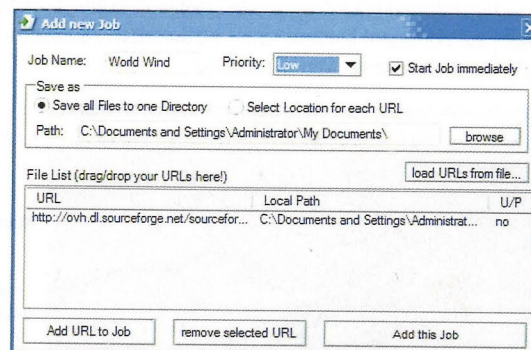 Add new Job
Job Name: World Wind Priority: Low Start Job immediately
Save as
Save all Files to one Directory Select Location for each URL
Path: C:\Documents and Settings\Administrator\My Documents\ browse
File List (drag/drop your URLs here!) load URLs from file...
URL Local Path U/P
http://ovh.dl.sourceforge.net/sourcefor... C:\Documents and Settings\Administrat... no
Add URL to Job remove selected URL Add this Job